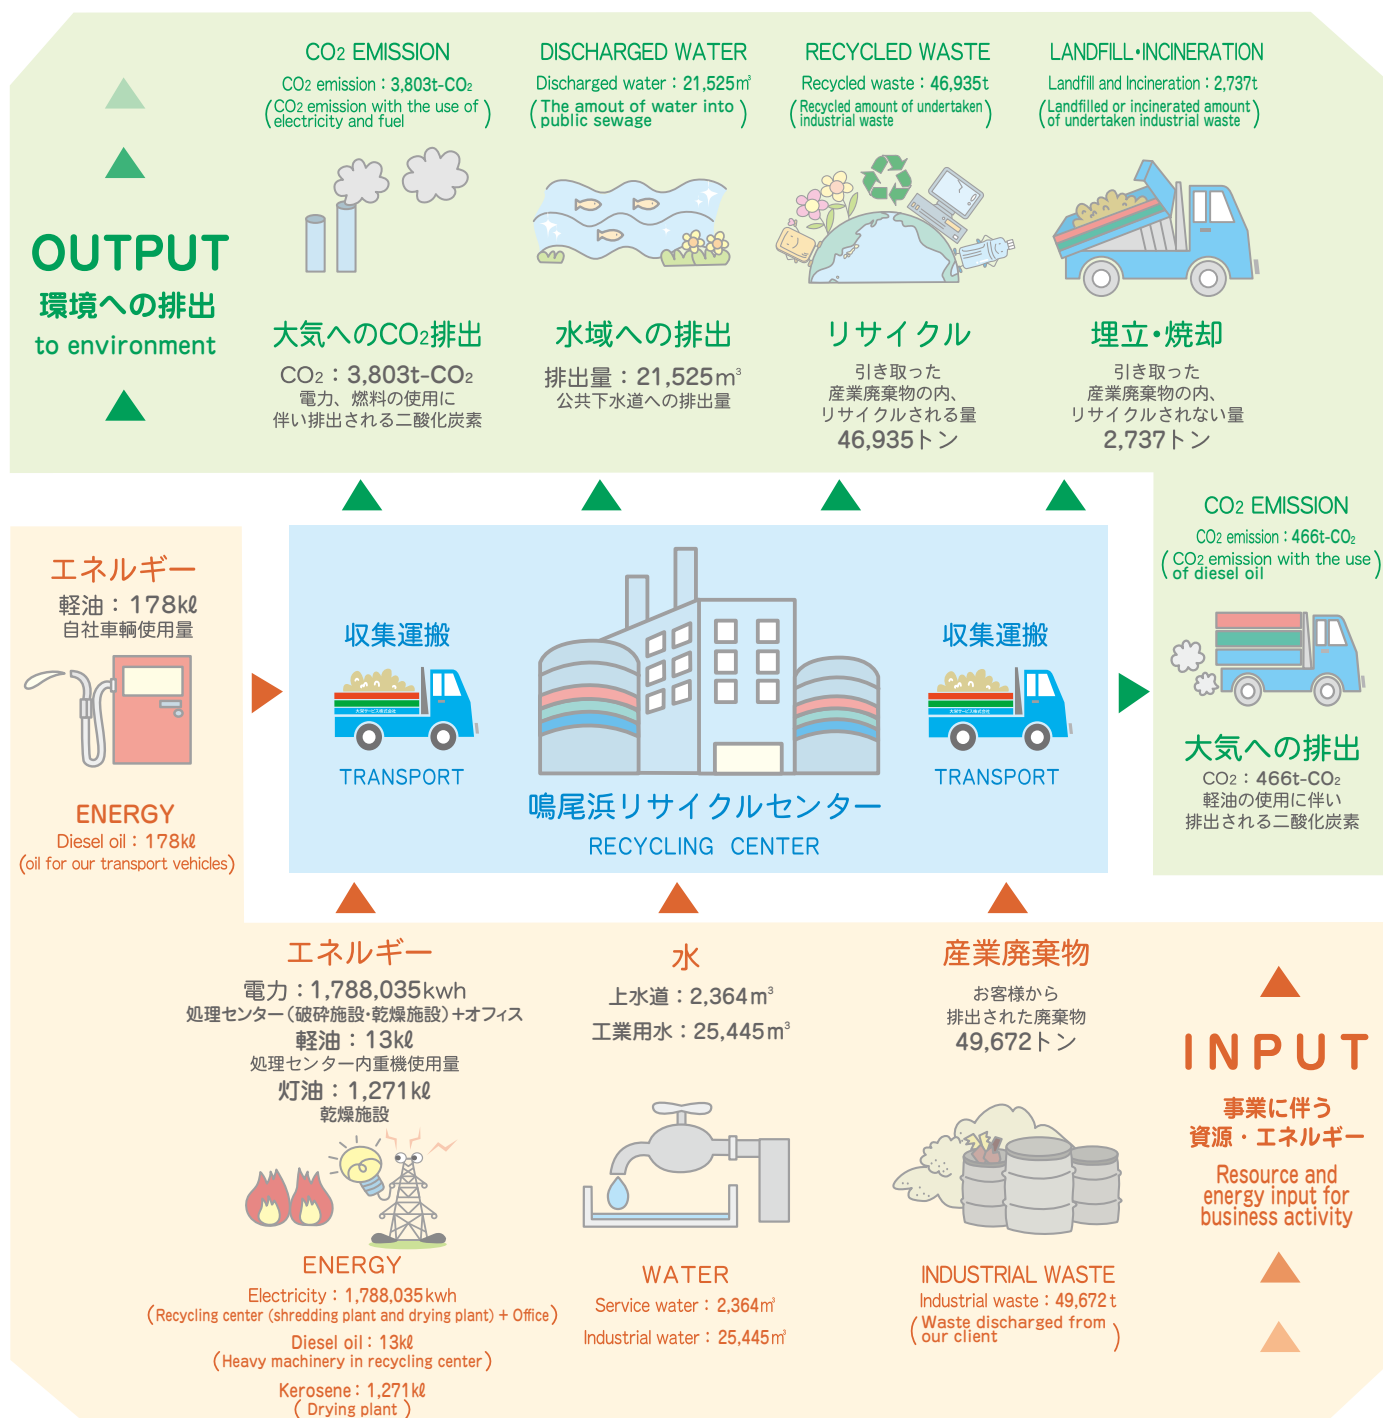 CO2 EMISSION
CO2 emission：3,803t-CO2
(CO2 emission with the use of
electricity and fuel)
DISCHARGED WATER
Discharged water：21,525㎥
(The amout of water into
public sewage)
RECYCLED WASTE
Recycled waste：46,935t
(Recycled amount of undertaken
industrial waste)
LANDFILL・INCINERATION
Landfill and Incineration：2,737t
(Landfilled or incinerated amount
of undertaken industrial waste)
OUTPUT
環境への排出
to environment
大気へのCO2排出
CO2：3,803t-CO2
電力、燃料の使用に
伴い排出される二酸化炭素
水域への排出
排出量：21,525㎥
公共下水道への排出量
リサイクル
引き取った
産業廃棄物の内、
リサイクルされる量
46,935トン
埋立・焼却
引き取った
産業廃棄物の内、
リサイクルされない量
2,737トン
エネルギー
軽油：178㎘
自社車輌使用量
ENERGY
Diesel oil：178㎘
(oil for our transport vehicles)
収集運搬
大栄サービス株式会社
TRANSPORT
鳴尾浜リサイクルセンター
RECYCLING CENTER
収集運搬
大栄サービス株式会社
TRANSPORT
CO2 EMISSION
CO2 emission：466t-CO2
(CO2 emission with the use
of diesel oil)
大気への排出
CO2：466t-CO2
軽油の使用に伴い
排出される二酸化炭素
エネルギー
電力：1,788,035kwh
処理センター（破砕施設・乾燥施設）+オフィス
軽油：13㎘
処理センター内重機使用量
灯油：1,271㎘
乾燥施設
ENERGY
Electricity：1,788,035kwh
(Recycling center (shredding plant and drying plant) + Office)
Diesel oil：13㎘
(Heavy machinery in recycling center)
Kerosene：1,271㎘
(Drying plant)
水
上水道：2,364㎥
工業用水：25,445㎥
WATER
Service water：2,364㎥
Industrial water：25,445㎥
産業廃棄物
お客様から
排出された廃棄物
49,672トン
INDUSTRIAL WASTE
Industrial waste：49,672t
(Waste discharged from
our client)
INPUT
事業に伴う
資源・エネルギー
Resource and
energy input for
business activity